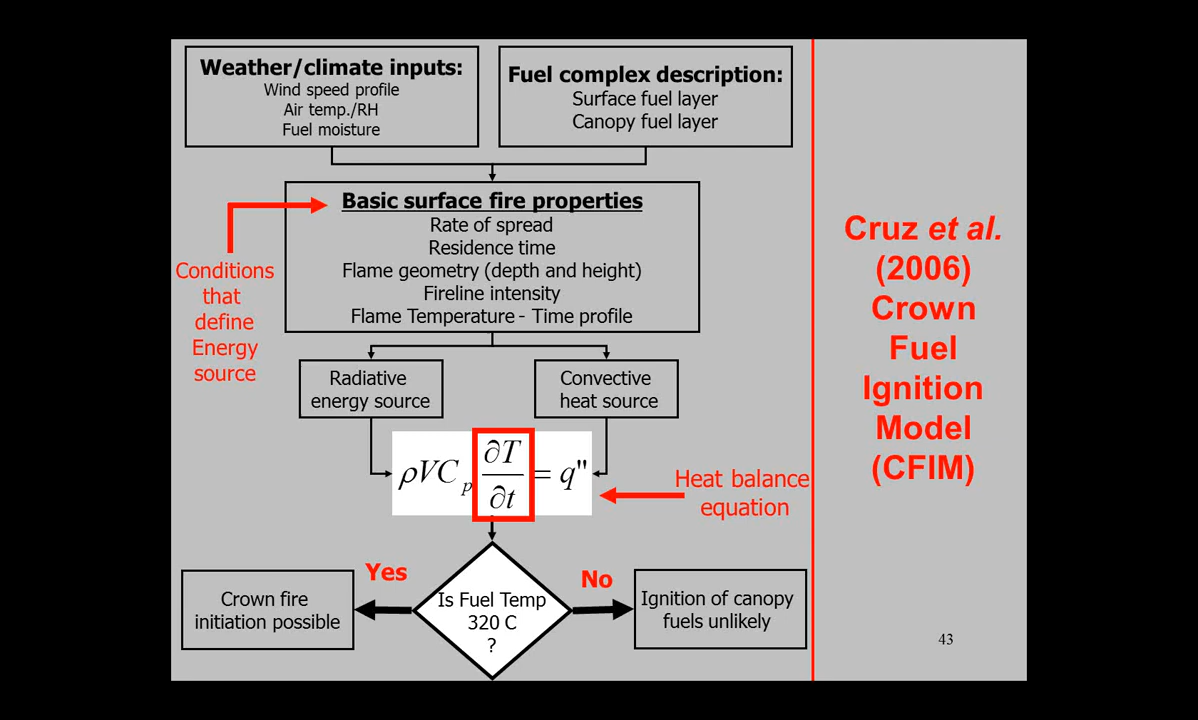 Weather/climate inputs:
Wind speed profile
Air temp./RH
Fuel moisture
Fuel complex description:
Surface fuel layer
Canopy fuel layer
Basic surface fire properties
Rate of spread
Residence time
Flame geometry (depth and height)
Fireline intensity
Flame Temperature - Time profile
Conditions
that
define
Energy
source
Radiative
energy source
Convective
heat source
ρVC_p ∂T/∂t = q"
Heat balance
equation
Yes
No
Crown fire
initiation possible
Is Fuel Temp
320 C
?
Ignition of canopy
fuels unlikely
Cruz et al.
(2006)
Crown
Fuel
Ignition
Model
(CFIM)
43